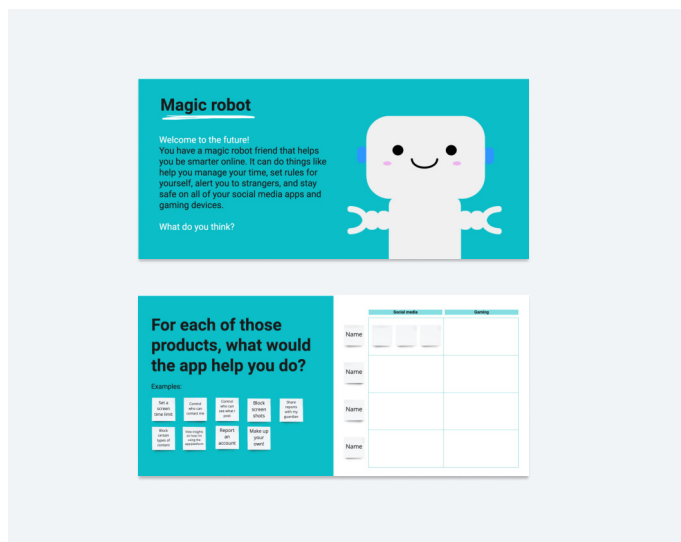 Magic robot
Welcome to the future!
You have a magic robot friend that helps
you be smarter online. It can do things like
help you manage your time, set rules for
yourself, alert you to strangers, and stay
safe on all of your social media apps and
gaming devices.
What do you think?
For each of those
products, what would
the app help you do?
Examples:
Set a
screen
time limit
Control
who can
contact me
Control
who can
see what I
post
Block
screen
shots
Share
reports
with my
guardian
Block
certain
types of
content
Report
an
account
Make up
your
own!
Social media
Gaming
Name
Name
Name
Name